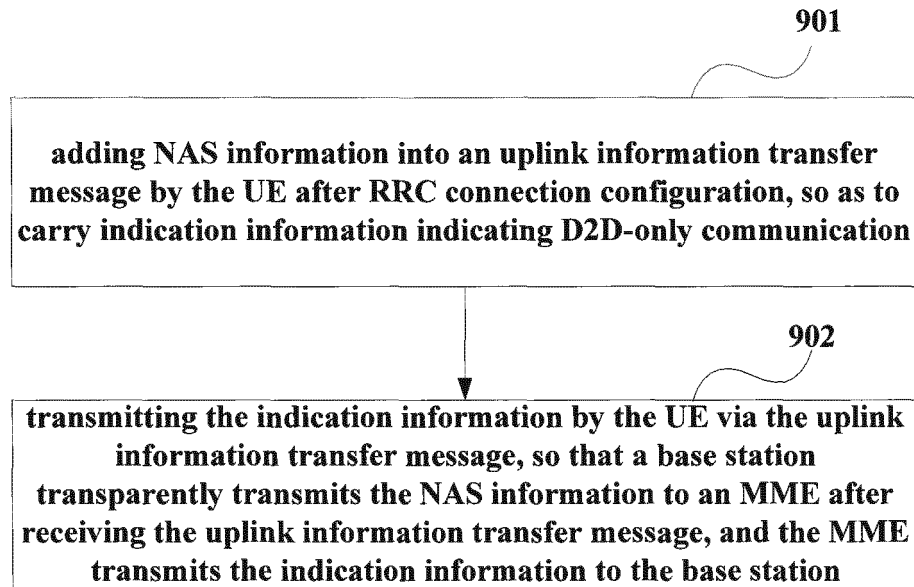 901
adding NAS information into an uplink information transfer
message by the UE after RRC connection configuration, so as to
carry indication information indicating D2D-only communication
902
transmitting the indication information by the UE via the uplink
information transfer message, so that a base station
transparently transmits the NAS information to an MME after
receiving the uplink information transfer message, and the MME
transmits the indication information to the base station